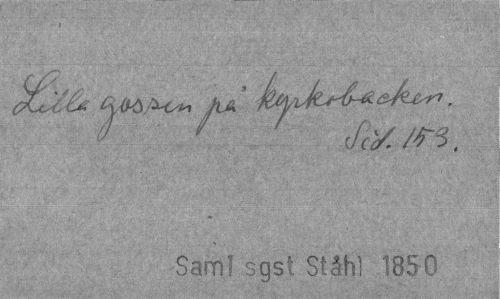 Lilla gossen på kyrkobacken.
Sid. 153.
Saml sgst Ståhl 1850